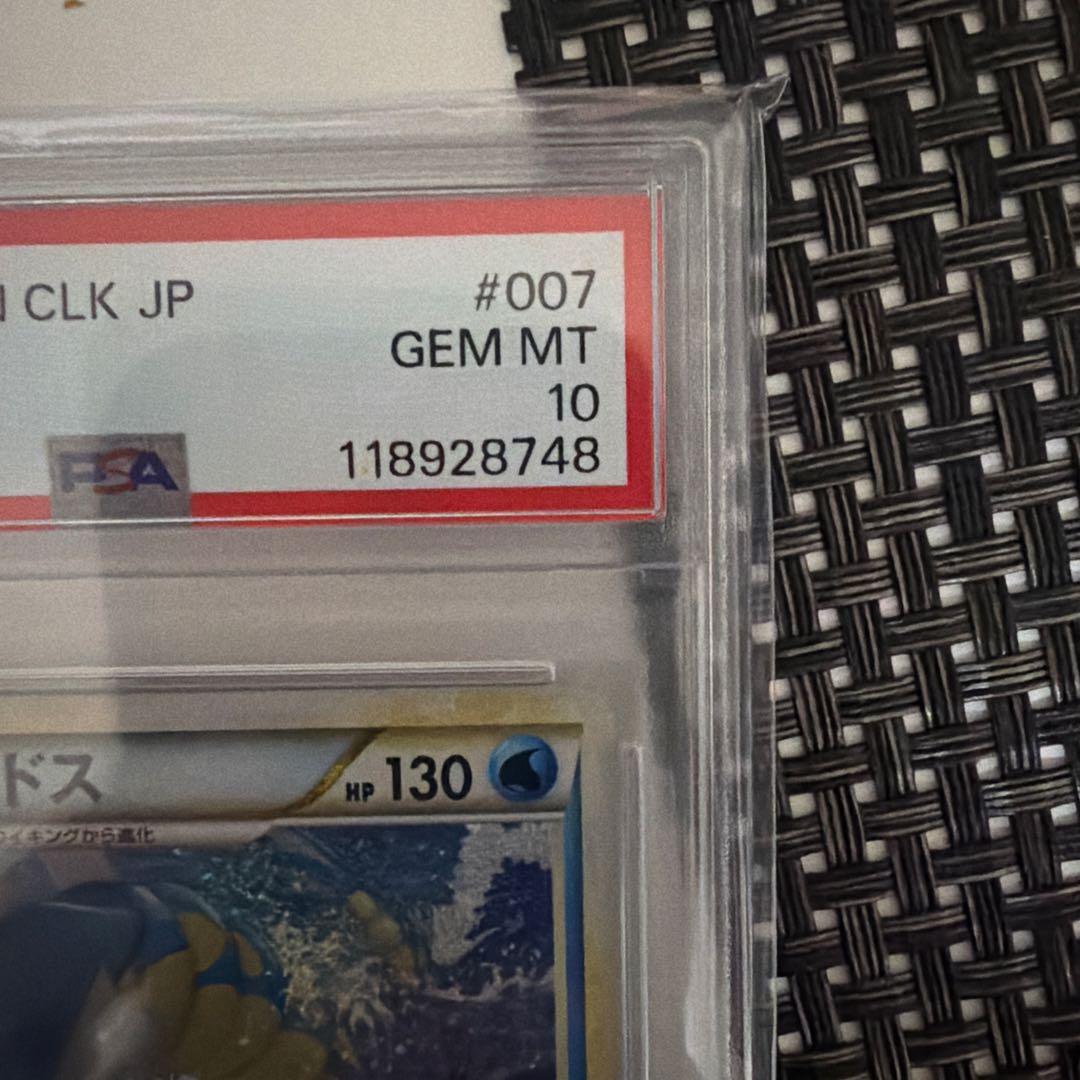 CLK JP #007
GEM MT
10
118928748
PSA
ドス HP 130
イキングから進化